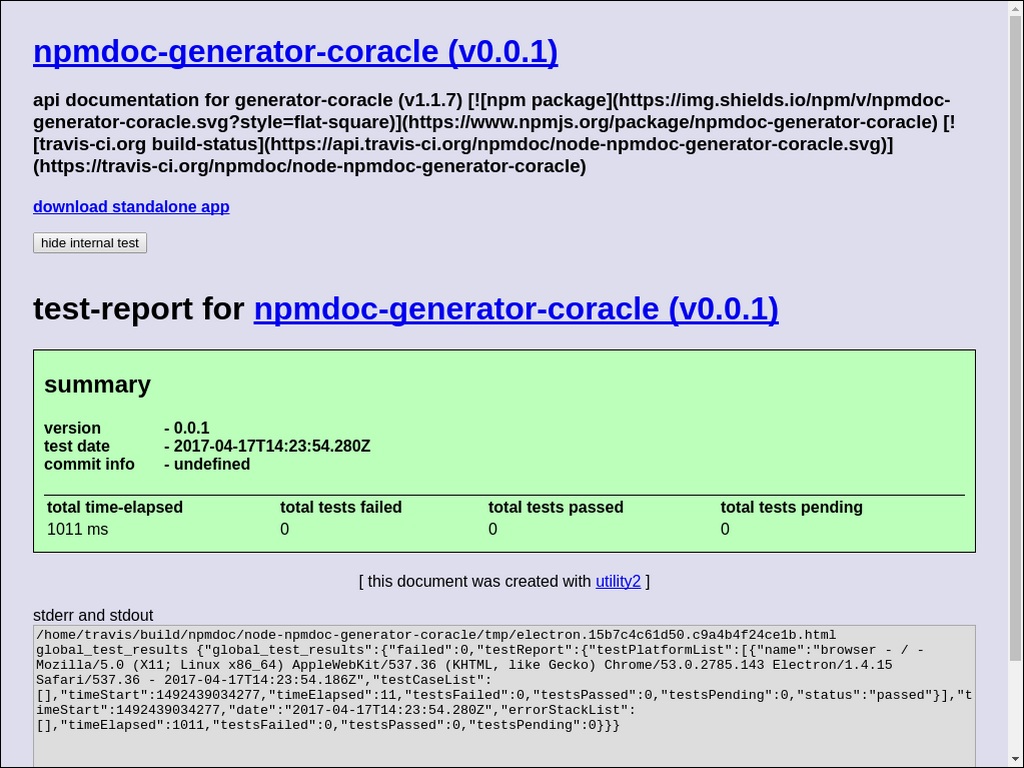 npmdoc-generator-coracle (v0.0.1)
api documentation for generator-coracle (v1.1.7) [![npm package](https://img.shields.io/npm/v/npmdoc-
generator-coracle.svg?style=flat-square)](https://www.npmjs.org/package/npmdoc-generator-coracle) [!
[travis-ci.org build-status](https://api.travis-ci.org/npmdoc/node-npmdoc-generator-coracle.svg)]
(https://travis-ci.org/npmdoc/node-npmdoc-generator-coracle)
download standalone app
hide internal test
test-report for npmdoc-generator-coracle (v0.0.1)
summary
version - 0.0.1
test date - 2017-04-17T14:23:54.280Z
commit info - undefined
total time-elapsed total tests failed total tests passed total tests pending
1011 ms 0 0 0
[ this document was created with utility2 ]
stderr and stdout
/home/travis/build/npmdoc/node-npmdoc-generator-coracle/tmp/electron.15b7c4c61d50.c9a4b4f24ce1b.html
global_test_results {"global_test_results":{"failed":0,"testReport":{"testPlatformList":[{"name":"browser - / -
Mozilla/5.0 (X11; Linux x86_64) AppleWebKit/537.36 (KHTML, like Gecko) Chrome/53.0.2785.143 Electron/1.4.15
Safari/537.36 - 2017-04-17T14:23:54.186Z","testCaseList":
[],"timeStart":1492439034277,"timeElapsed":11,"testsFailed":0,"testsPassed":0,"testsPending":0,"status":"passed"}],"t
imeStart":1492439034277,"date":"2017-04-17T14:23:54.280Z","errorStackList":
[],"timeElapsed":1011,"testsFailed":0,"testsPassed":0,"testsPending":0}}}